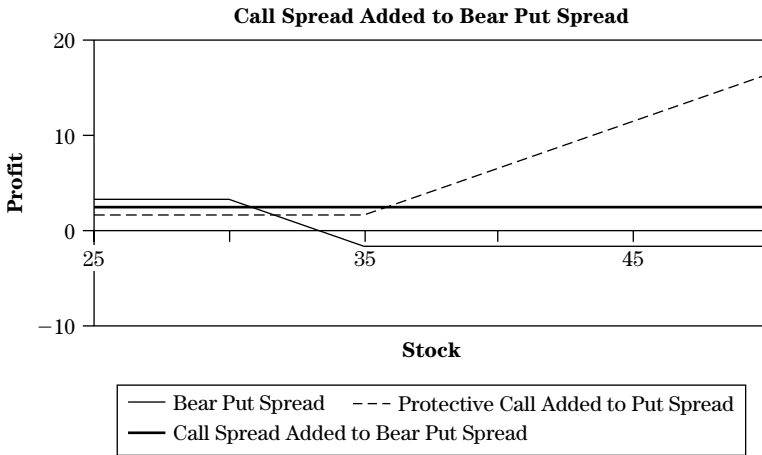 Call Spread Added to Bear Put Spread
20
10
Profit
0
25
35
45
−10
Stock
Bear Put Spread
Protective Call Added to Put Spread
Call Spread Added to Bear Put Spread